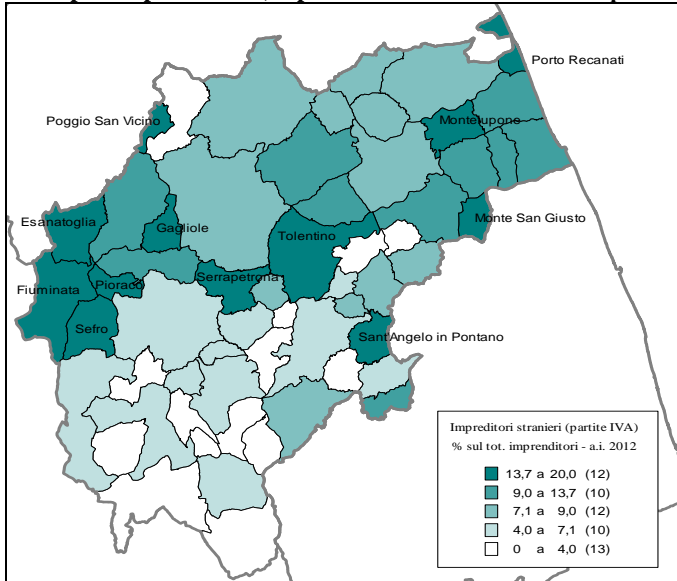 Porto Recanati
Poggio San Vicino
Montelupone
Esanatoglia
Gagliole
Tolentino
Monte San Giusto
Fiuminata
Pioraco
Serrapetrona
Sefro
Sant'Angelo in Pontano
Impreditori stranieri (partite IVA)
% sul tot. imprenditori - a.i. 2012
13,7 a 20,0 (12)
9,0 a 13,7 (10)
7,1 a 9,0 (12)
4,0 a 7,1 (10)
0 a 4,0 (13)